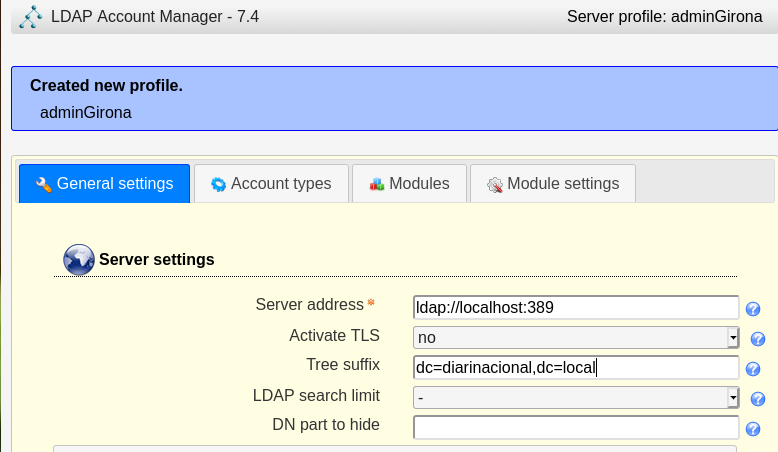 LDAP Account Manager - 7.4
Server profile: adminGirona
Created new profile.
adminGirona
General settings
Account types
Modules
Module settings
Server settings
Server address
ldap://localhost:389
Activate TLS
no
Tree suffix
dc=diarinacional,dc=local
LDAP search limit
-
DN part to hide